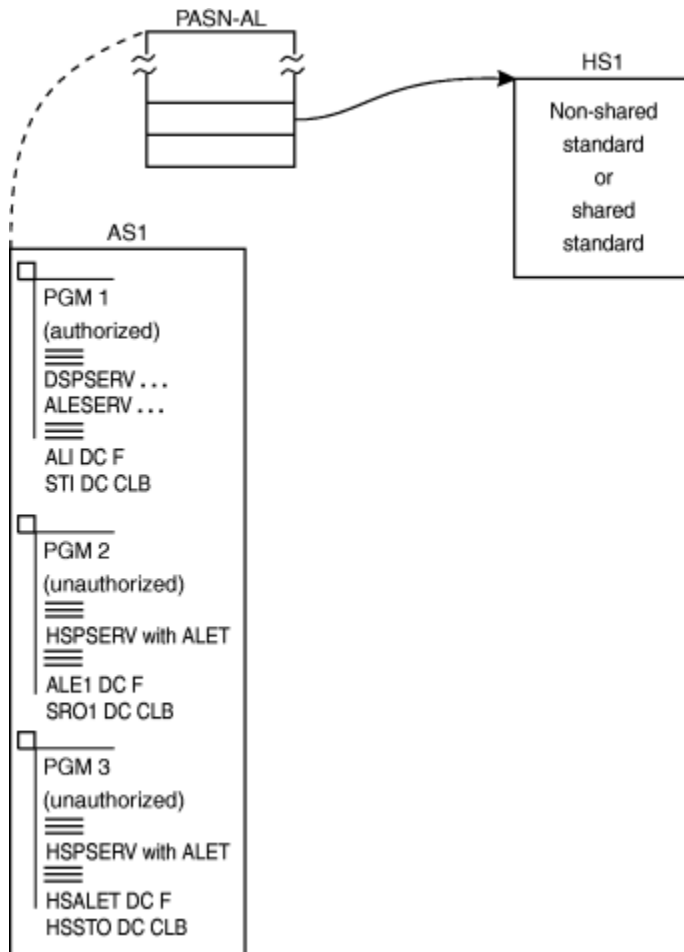 PASN-AL
HS1
Non-shared
standard
or
shared
standard
AS1
PGM 1
(authorized)
DSPSERV . . .
ALESERV . . .
ALI DC F
STI DC CLB
PGM 2
(unauthorized)
HSPSERV with ALET
ALE1 DC F
SRO1 DC CLB
PGM 3
(unauthorized)
HSPSERV with ALET
HSALET DC F
HSSTO DC CLB